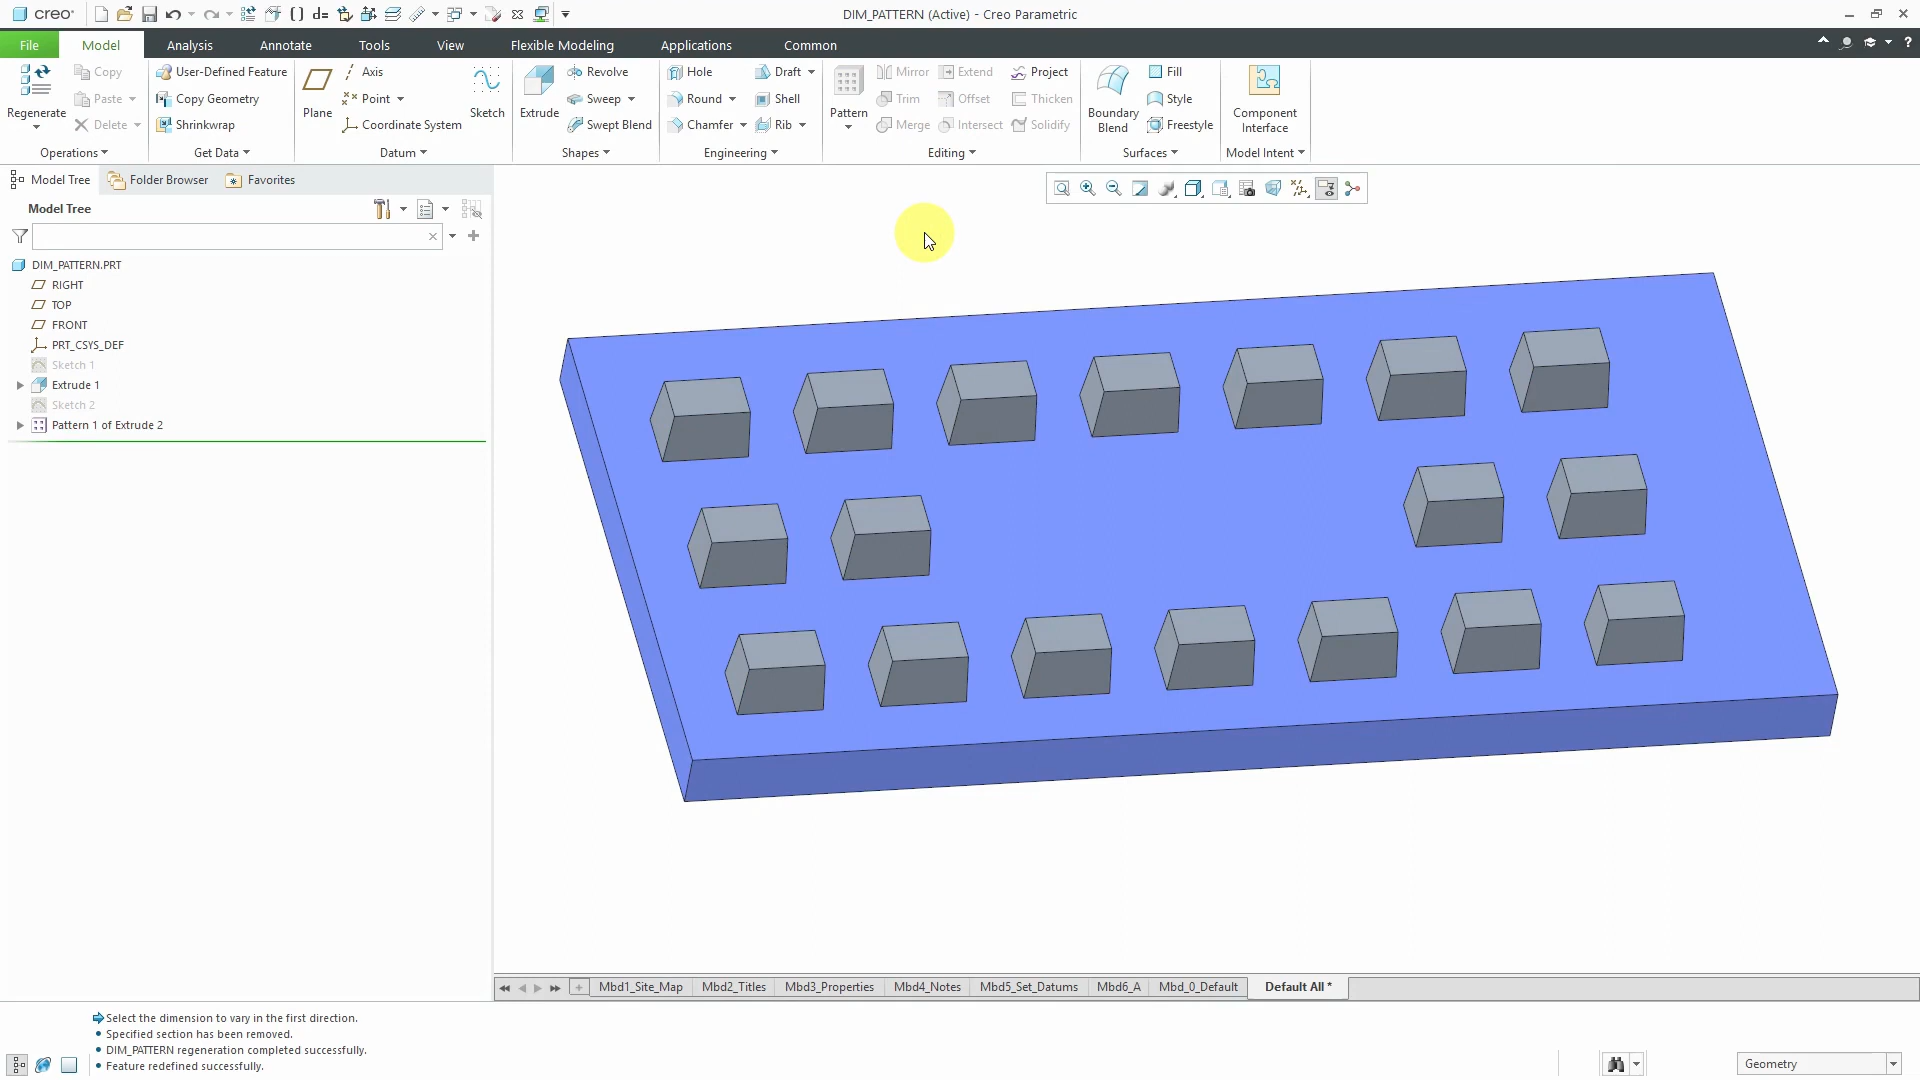 creo
DIM_PATTERN (Active) - Creo Parametric
File
Model
Analysis
Annotate
Tools
View
Flexible Modeling
Applications
Common
Regenerate
Copy
Paste
Delete
Operations
User-Defined Feature
Copy Geometry
Shrinkwrap
Get Data
Plane
Axis
Point
Coordinate System
Sketch
Datum
Extrude
Revolve
Sweep
Swept Blend
Shapes
Hole
Round
Chamfer
Draft
Shell
Rib
Engineering
Pattern
Mirror
Trim
Merge
Extend
Offset
Intersect
Project
Thicken
Solidify
Editing
Boundary
Blend
Fill
Style
Freestyle
Surfaces
Component
Interface
Model Intent
Model Tree
Folder Browser
Favorites
Model Tree
DIM_PATTERN.PRT
RIGHT
TOP
FRONT
PRT_CSYS_DEF
Sketch 1
Extrude 1
Sketch 2
Pattern 1 of Extrude 2
Mbd1_Site_Map
Mbd2_Titles
Mbd3_Properties
Mbd4_Notes
Mbd5_Set_Datums
Mbd6_A
Mbd_0_Default
Default All *
Select the dimension to vary in the first direction.
• Specified section has been removed.
• DIM_PATTERN regeneration completed successfully.
• Feature redefined successfully.
Geometry